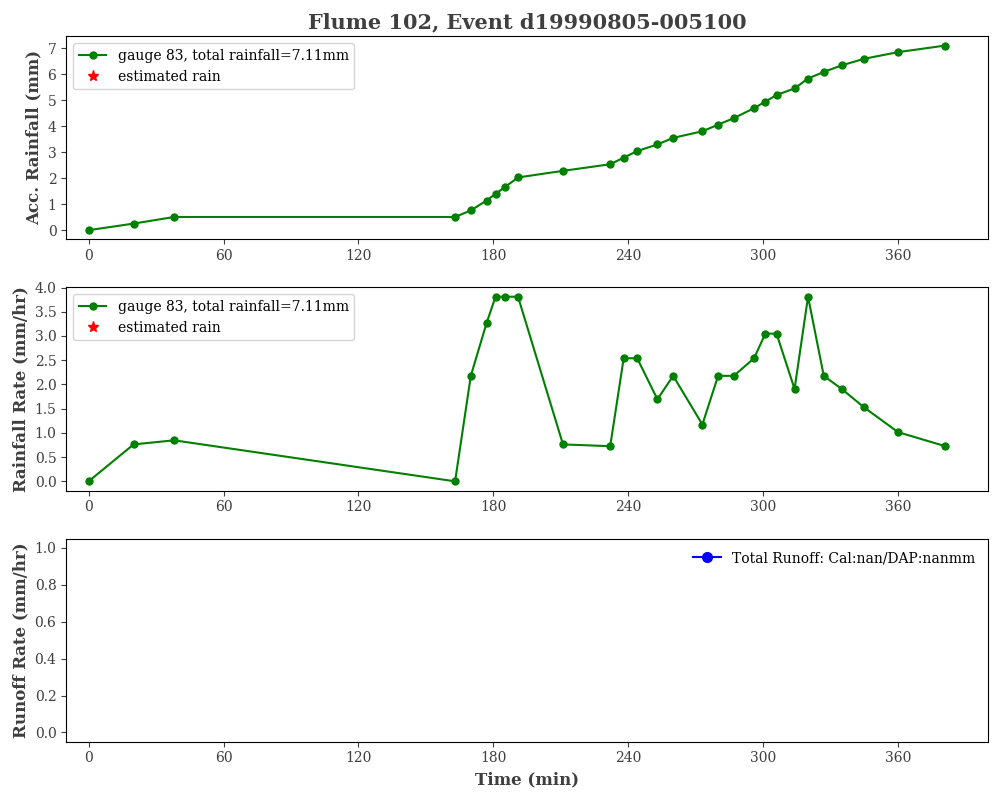 Flume 102, Event d19990805-005100
Acc. Rainfall (mm)
7
6
5
4
3
2
1
0
gauge 83, total rainfall=7.11mm
estimated rain
0 60 120 180 240 300 360
Rainfall Rate (mm/hr)
4.0
3.5
3.0
2.5
2.0
1.5
1.0
0.5
0.0
gauge 83, total rainfall=7.11mm
estimated rain
0 60 120 180 240 300 360
Runoff Rate (mm/hr)
1.0
0.8
0.6
0.4
0.2
0.0
Total Runoff: Cal:nan/DAP:nanmm
0 60 120 180 240 300 360
Time (min)